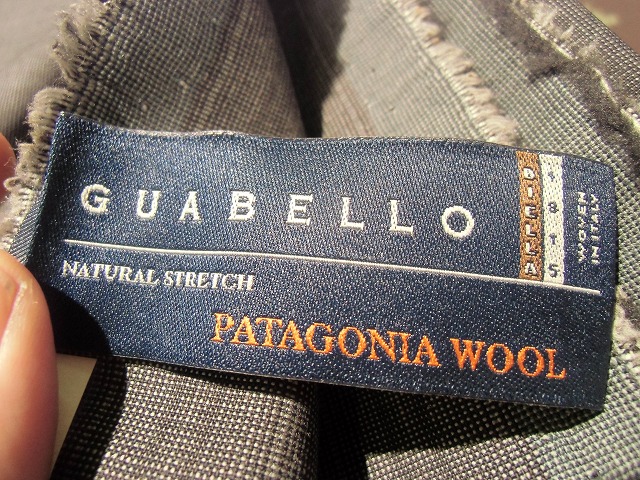 GUABELLO
BIELLA
1815
WOVEN
IN ITALY
NATURAL STRETCH
PATAGONIA WOOL